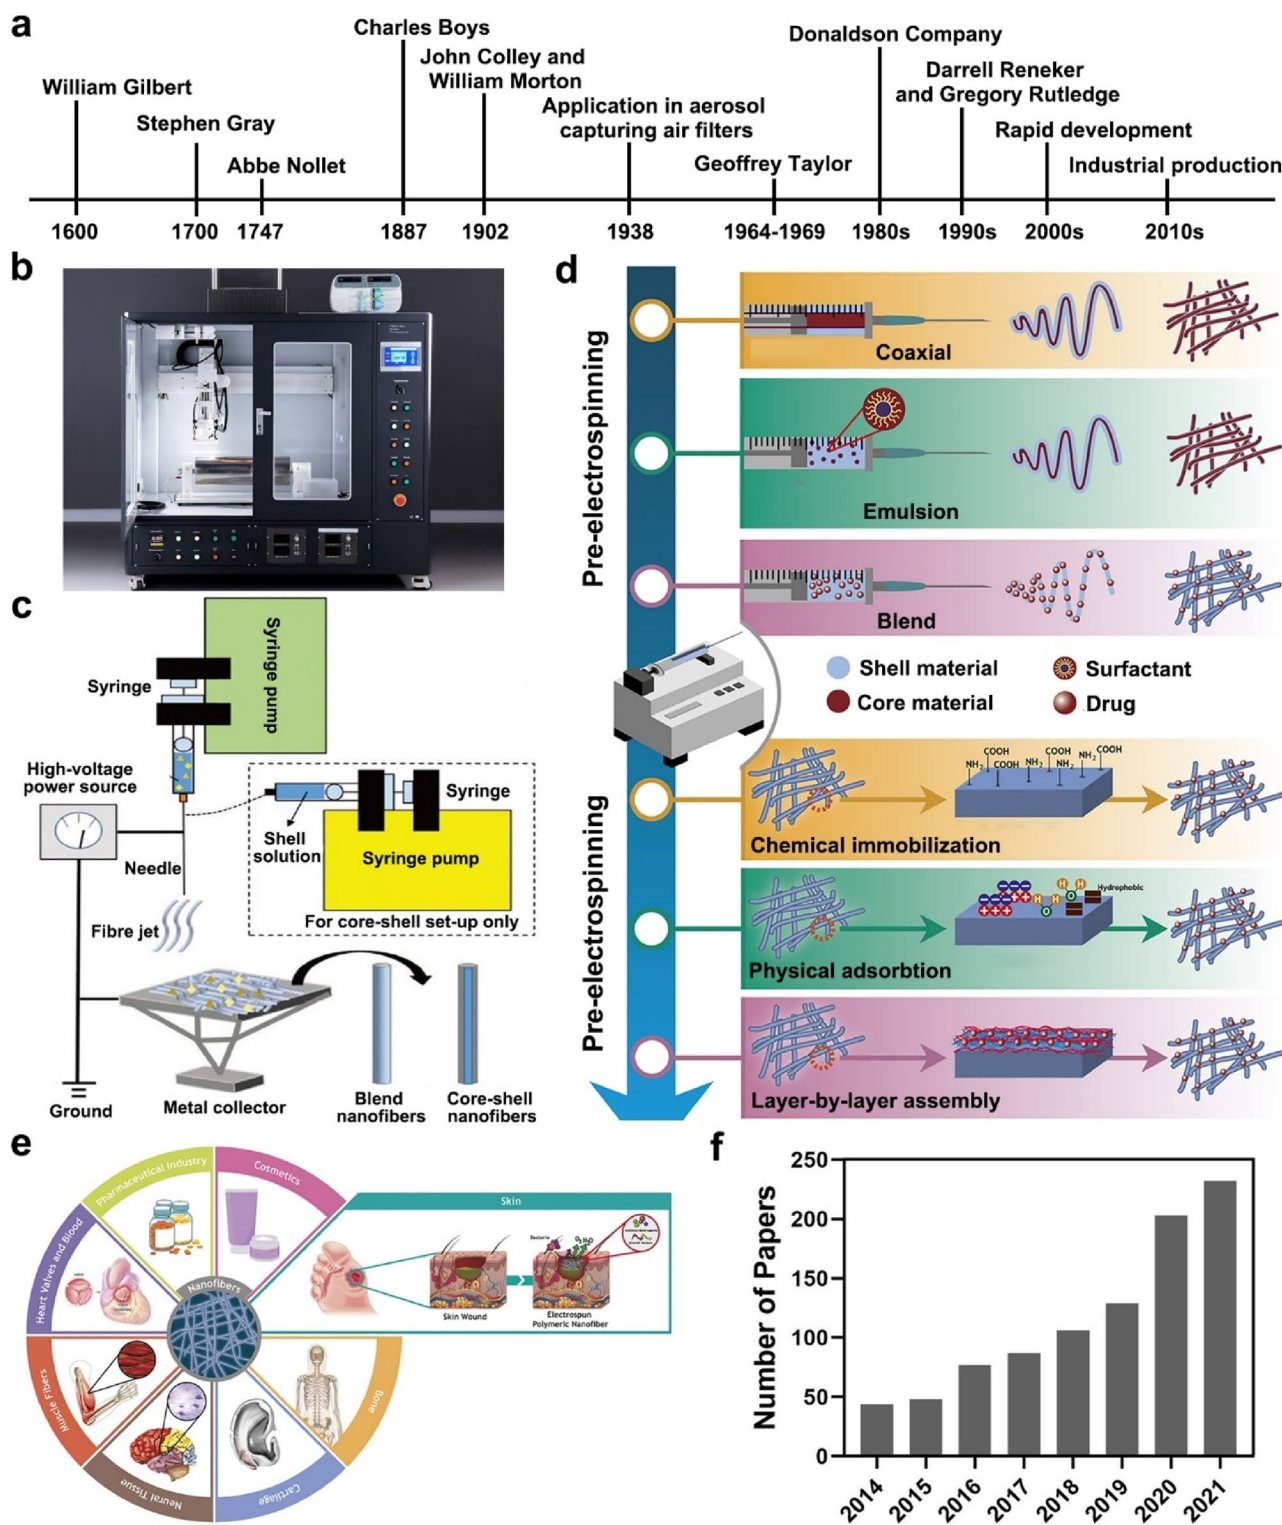 a
Charles Boys
Donaldson Company
John Colley and
William Morton
Darrell Reneker
and Gregory Rutledge
William Gilbert
Application in aerosol
capturing air filters
Stephen Gray
Rapid development
Abbe Nollet
Geoffrey Taylor
Industrial production
1600
1700
1747
1887
1902
1938
1964-1969
1980s
1990s
2000s
2010s
b
c
Syringe pump
Syringe
High-voltage
power source
Needle
Fibre jet
Syringe
Shell
solution
Syringe pump
For core-shell set-up only
Ground
Metal collector
Blend
nanofibers
Core-shell
nanofibers
d
Pre-electrospinning
Coaxial
Emulsion
Blend
Shell material
Surfactant
Core material
Drug
Pre-electrospinning
NH2
COOH
COOH
NH2
COOH
NH2
NH2
COOH
Chemical immobilization
H
H
O
H
H
O
Hydrophobic
Physical adsorbtion
Layer-by-layer assembly
e
Pharmaceutical Industry
Cosmetics
Heart Valves and Blood
Nanofibers
Muscle Fibers
Neural Tissue
Cartilage
Bone
Skin
Skin Wound
Bacteria
O2 H2O
Electrospun
Polymeric Nanofiber
f
Number of Papers
250
200
150
100
50
0
2014
2015
2016
2017
2018
2019
2020
2021